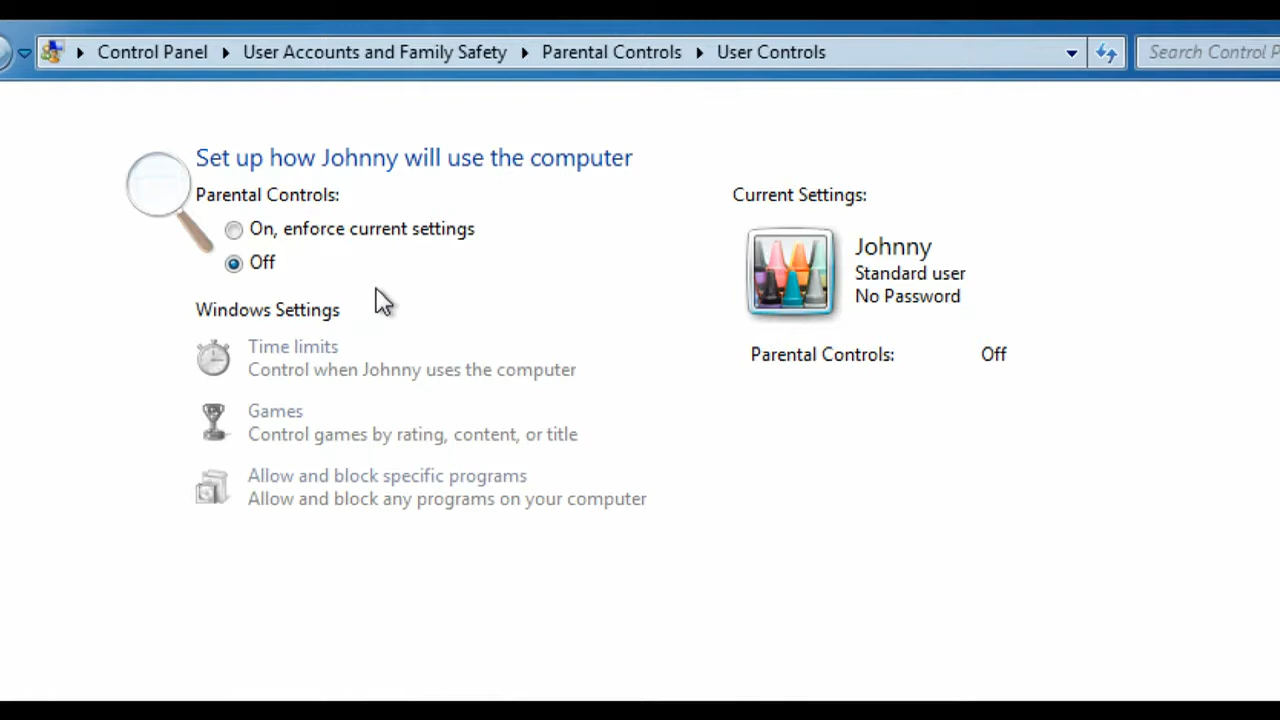 Control Panel User Accounts and Family Safety Parental Controls User Controls Search Control P
Set up how Johnny will use the computer
Parental Controls:
On, enforce current settings
Off
Windows Settings
Time limits
Control when Johnny uses the computer
Games
Control games by rating, content, or title
Allow and block specific programs
Allow and block any programs on your computer
Current Settings:
Johnny
Standard user
No Password
Parental Controls: Off